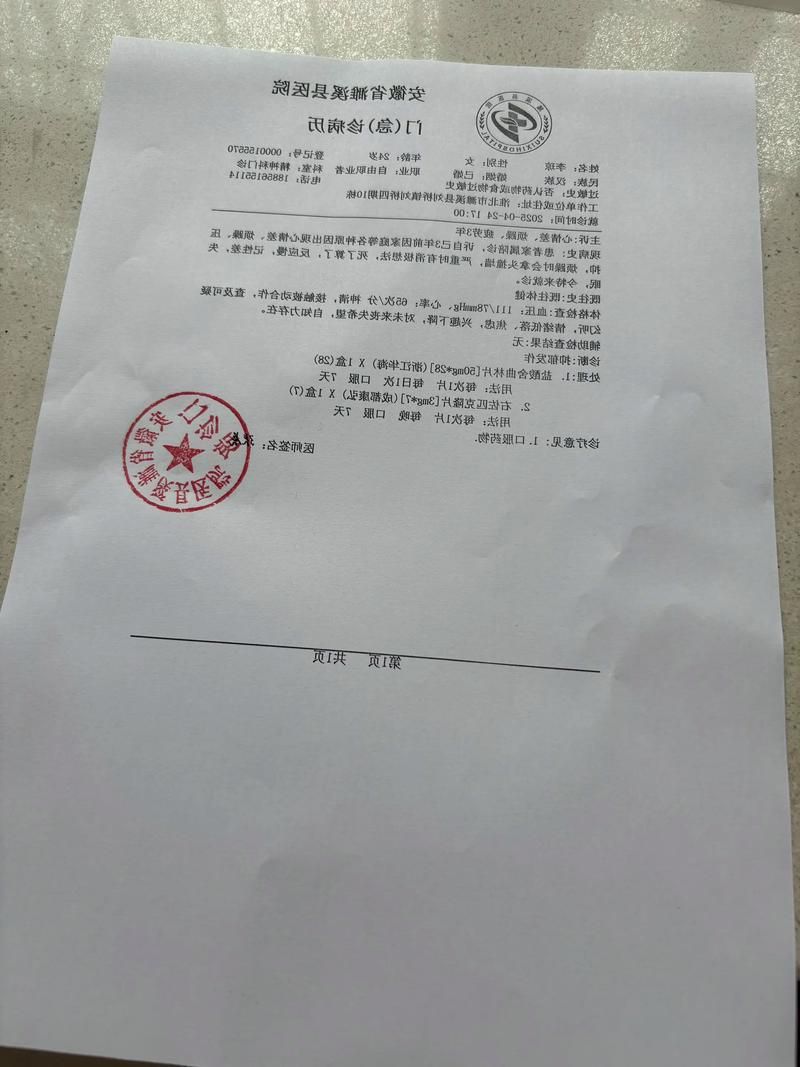 安徽省濉溪县医院
门(急)诊病历
SUIXIHOSPITAL
姓名：李琼 性别：女 年龄：24岁 登记号：0000155570
民族：汉族 婚姻：已婚 职业：自由职业者 科室：精神科门诊
过敏史：否认药物或食物过敏史 电话：18856155114
工作单位或住址：淮北市濉溪县刘桥镇刘桥四期10栋
就诊时间：2025-04-24 17:00
主诉：心情差、烦躁、疲劳3年
现病史：患者家属陪诊，诉自己3年前因家庭等各种原因出现心情差、烦躁、压
抑，烦躁时会拿头撞墙，严重时有消极想法，死了算了，反应慢，记性差，失
眠，今特来就诊。
既往史：既往体健
体格检查：血压：111/78mmHg、心率：65次/分 神清，接触被动合作，查及可疑
幻听，情绪低落、焦虑，兴趣下降，对未来丧失希望，自知力存在。
辅助检查结果：无
诊断：抑郁发作
处理：1. 盐酸舍曲林片[50mg*28](浙江华海) X 1盒(28)
用法：每次1片 每日1次 口服 7天
2. 右佐匹克隆片[3mg*7](成都康弘) X 1盒(7)
用法：每次1片 每晚 口服 7天
诊疗意见：1.口服药物.
医师签名：
第1页 共1页